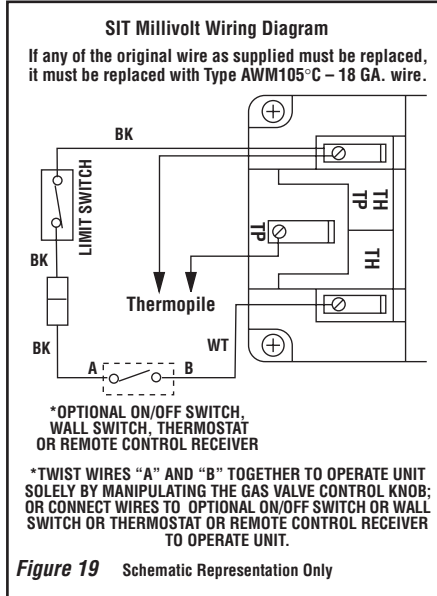 SIT Millivolt Wiring Diagram
If any of the original wire as supplied must be replaced,
it must be replaced with Type AWM105°C – 18 GA. wire.
BK
LIMIT SWITCH
TH
TP
TP
TH
BK
Thermopile
BK
WT
A
B
*OPTIONAL ON/OFF SWITCH,
WALL SWITCH, THERMOSTAT
OR REMOTE CONTROL RECEIVER
*TWIST WIRES “A” AND “B” TOGETHER TO OPERATE UNIT
SOLELY BY MANIPULATING THE GAS VALVE CONTROL KNOB;
OR CONNECT WIRES TO OPTIONAL ON/OFF SWITCH OR WALL
SWITCH OR THERMOSTAT OR REMOTE CONTROL RECEIVER
TO OPERATE UNIT.
Figure 19 Schematic Representation Only